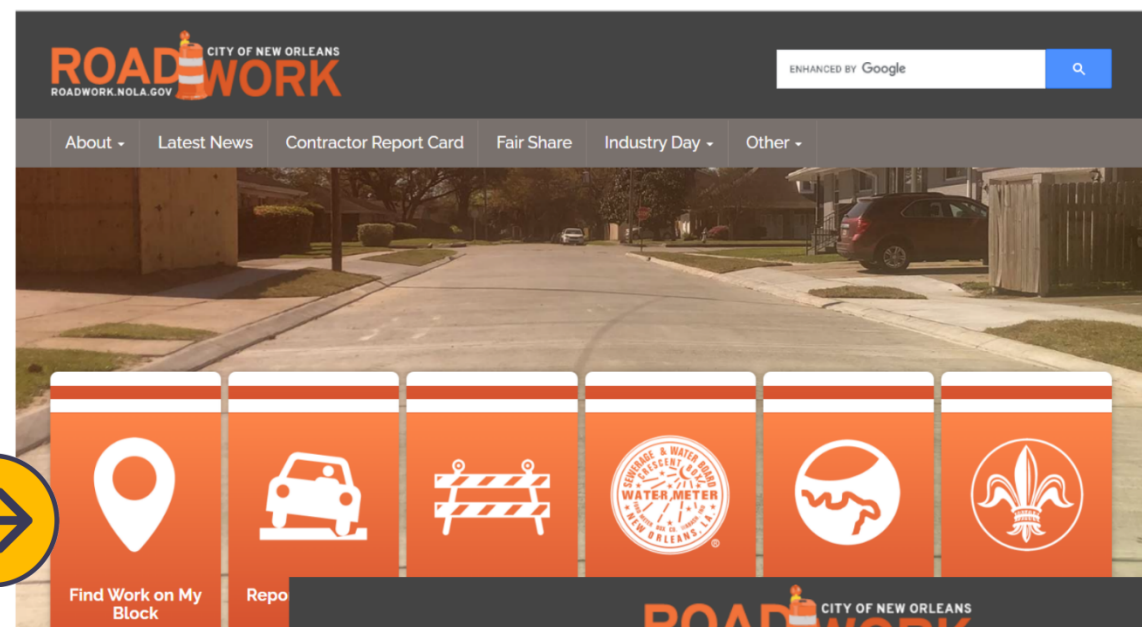 CITY OF NEW ORLEANS
ROAD WORK
ROADWORK.NOLA.GOV
ENHANCED BY Google
About
Latest News
Contractor Report Card
Fair Share
Industry Day
Other
SEWERAGE & WATER BOARD
CRESCENT BOX
WATER METER
NEW ORLEANS, LA.
Find Work on My
Block
Repo
CITY OF NEW ORLEANS
ROAD WORK